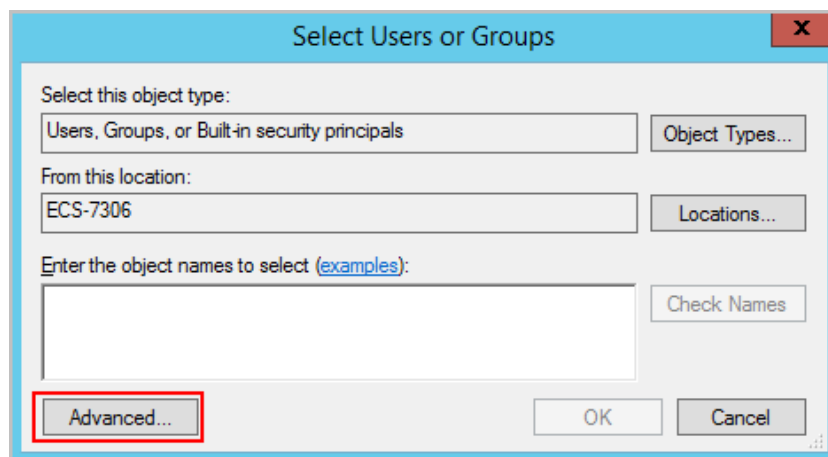 Select Users or Groups
x
Select this object type:
Users, Groups, or Built-in security principals
Object Types...
From this location:
ECS-7306
Locations...
Enter the object names to select (examples):
Check Names
Advanced...
OK
Cancel